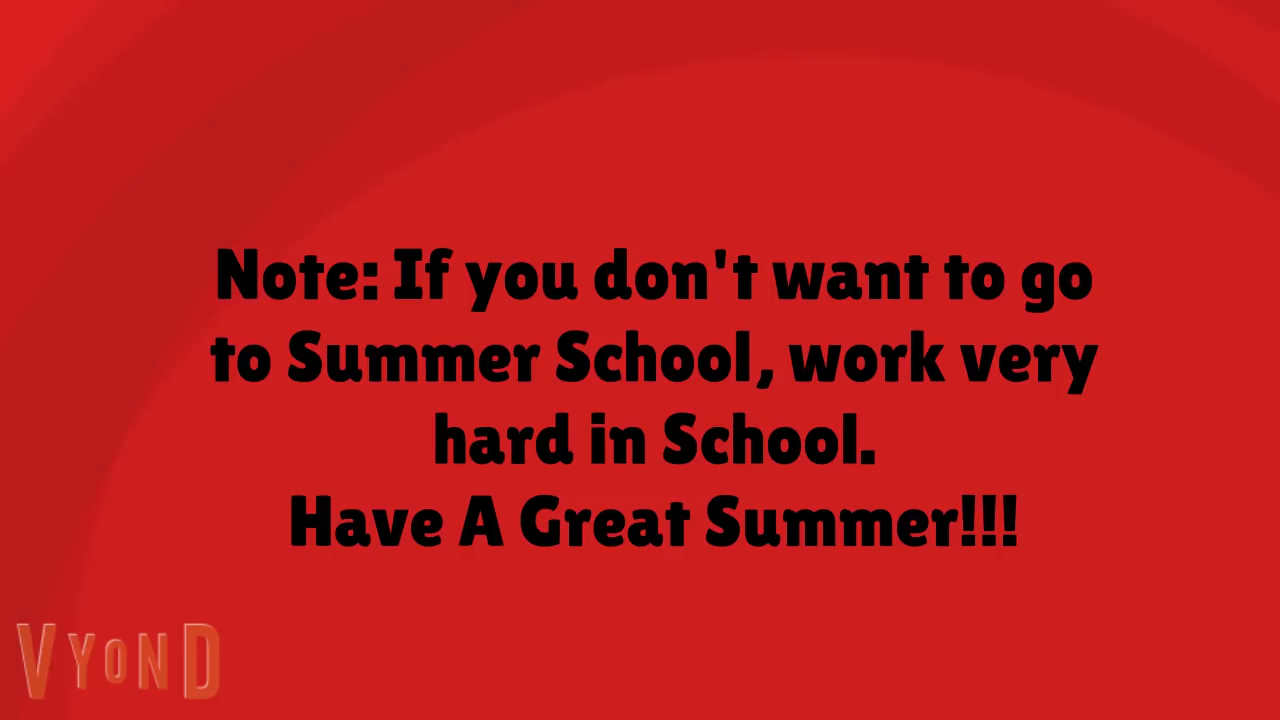 Note: If you don't want to go
to Summer School, work very
hard in School.
Have A Great Summer!!!
VYOND